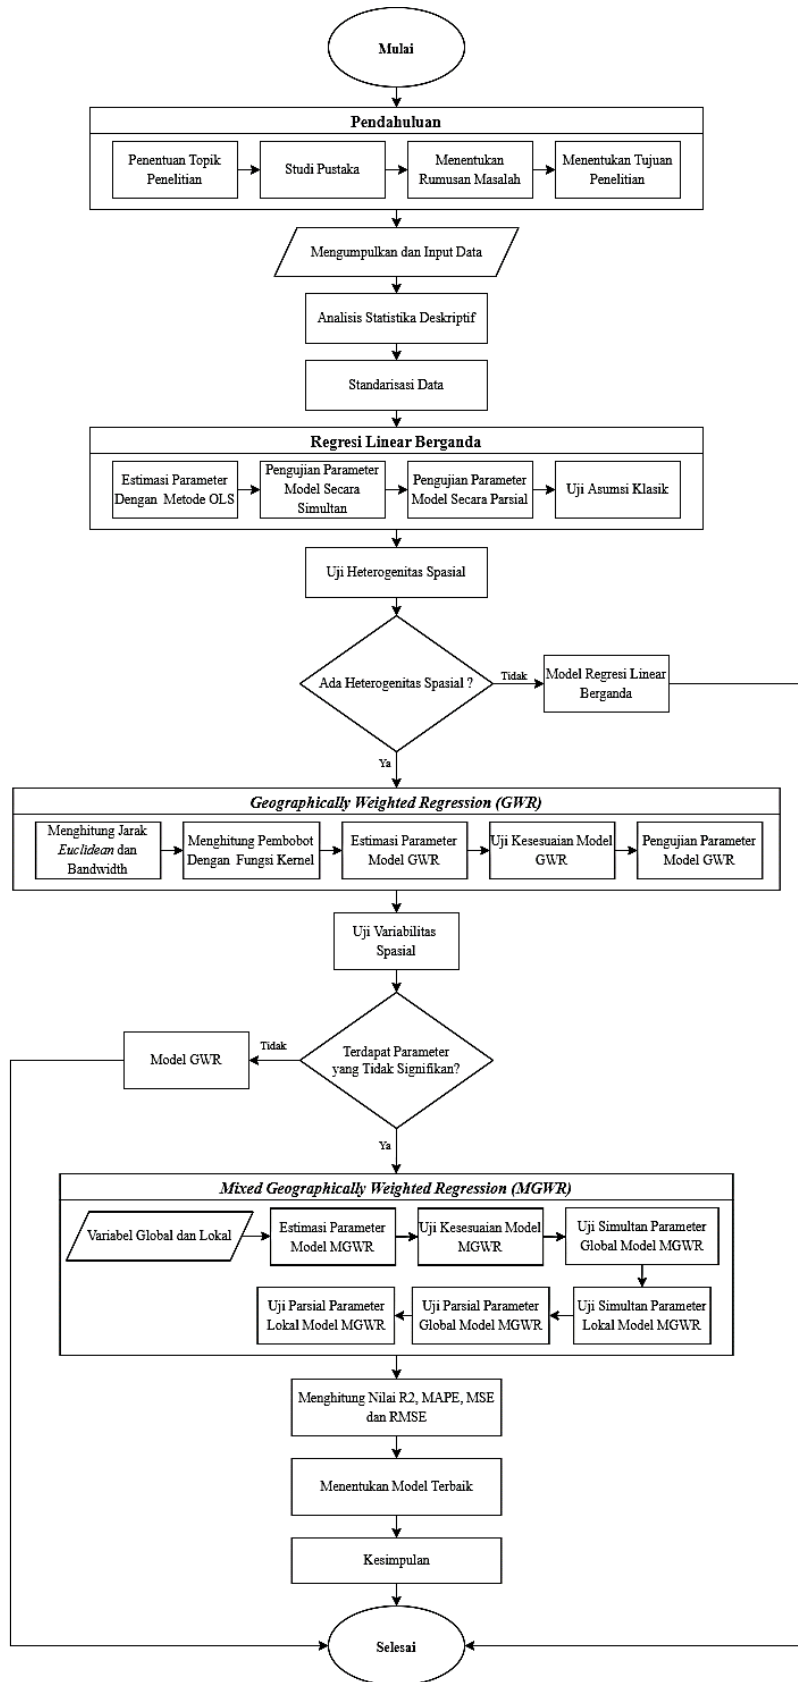 Mulai
Pendahuluan
Penentuan Topik
Penelitian
Studi Pustaka
Menentukan
Rumusan Masalah
Menentukan Tujuan
Penelitian
Mengumpulkan dan Input Data
Analisis Statistika Deskriptif
Standarisasi Data
Regresi Linear Berganda
Estimasi Parameter
Dengan Metode OLS
Pengujian Parameter
Model Secara
Simultan
Pengujian Parameter
Model Secara Parsial
Uji Asumsi Klasik
Uji Heterogenitas Spasial
Ada Heterogenitas Spasial ?
Tidak
Model Regresi Linear
Berganda
Ya
Geographically Weighted Regression (GWR)
Menghitung Jarak
Euclidean dan
Bandwidth
Menghitung Pembobot
Dengan Fungsi Kernel
Estimasi Parameter
Model GWR
Uji Kesesuaian Model
GWR
Pengujian Parameter
Model GWR
Uji Variabilitas
Spasial
Terdapat Parameter
yang Tidak Signifikan?
Tidak
Model GWR
Ya
Mixed Geographically Weighted Regression (MGWR)
Variabel Global dan Lokal
Estimasi Parameter
Model MGWR
Uji Kesesuaian Model
MGWR
Uji Simultan Parameter
Global Model MGWR
Uji Simultan Parameter
Lokal Model MGWR
Uji Parsial Parameter
Global Model MGWR
Uji Parsial Parameter
Lokal Model MGWR
Menghitung Nilai R2, MAPE, MSE
dan RMSE
Menentukan Model Terbaik
Kesimpulan
Selesai